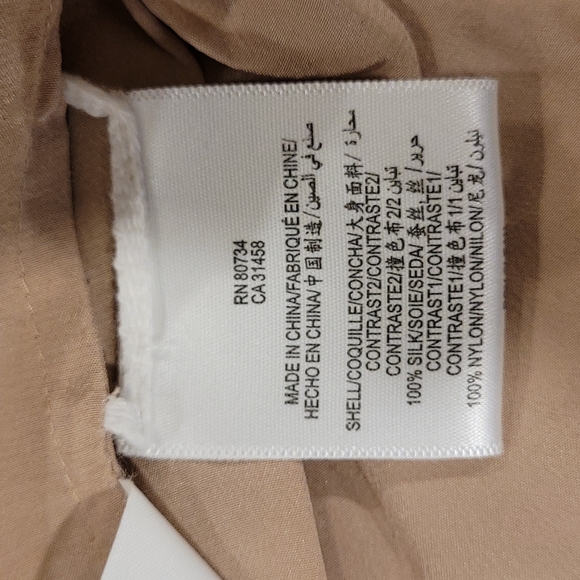 RN 80734
CA 31458
MADE IN CHINA/FABRIQUÉ EN CHINE/
HECHO EN CHINA/中国制造/صنع في الصين
SHELL/COQUILLE/CONCHA/大身面料/محارة
CONTRAST2/CONTRASTE2/
CONTRASTE2/撞色布2/2 تباين
100% SILK/SOIE/SEDA/蚕丝.丝/حرير
CONTRAST1/CONTRASTE1/
CONTRASTE1/撞色布1/1 تباين
100% NYLON/NYLON/NILON/尼龙/نيلون